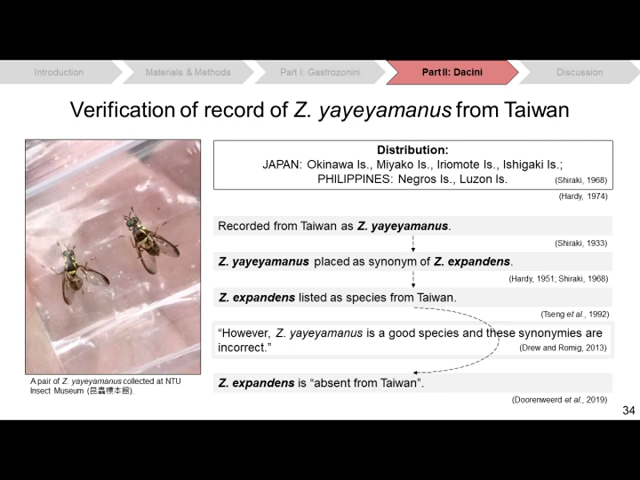 Introduction
Materials & Methods
Part I: Gastrozonini
Part II: Dacini
Discussion
Verification of record of Z. yayeyamanus from Taiwan
Distribution:
JAPAN: Okinawa Is., Miyako Is., Iriomote Is., Ishigaki Is.;
PHILIPPINES: Negros Is., Luzon Is.
(Shiraki, 1968)
(Hardy, 1974)
Recorded from Taiwan as Z. yayeyamanus.
(Shiraki, 1933)
Z. yayeyamanus placed as synonym of Z. expandens.
(Hardy, 1951; Shiraki, 1968)
Z. expandens listed as species from Taiwan.
(Tseng et al., 1992)
“However, Z. yayeyamanus is a good species and these synonymies are
incorrect.”
(Drew and Romig, 2013)
Z. expandens is “absent from Taiwan”.
(Doorenweerd et al., 2019)
A pair of Z. yayeyamanus collected at NTU
Insect Museum (昆蟲標本館).
34